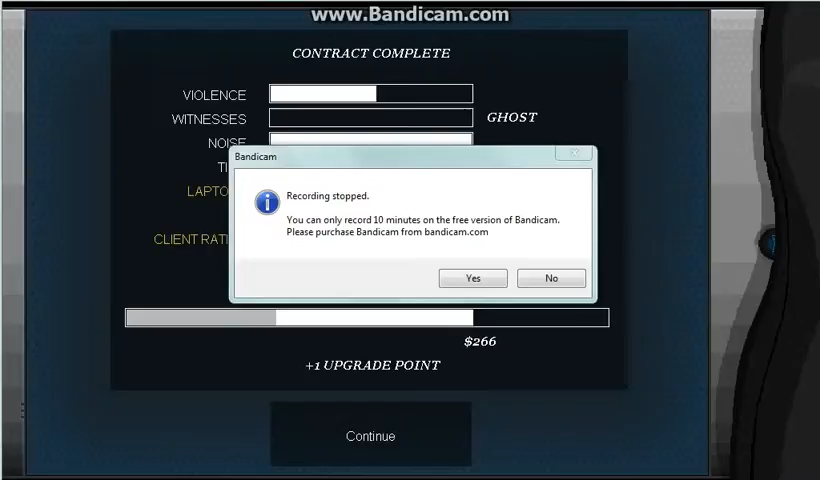 www.Bandicam.com
CONTRACT COMPLETE
VIOLENCE
WITNESSES
GHOST
NOISE
Bandicam
Recording stopped.
You can only record 10 minutes on the free version of Bandicam.
Please purchase Bandicam from bandicam.com
Yes
No
$266
+1 UPGRADE POINT
Continue